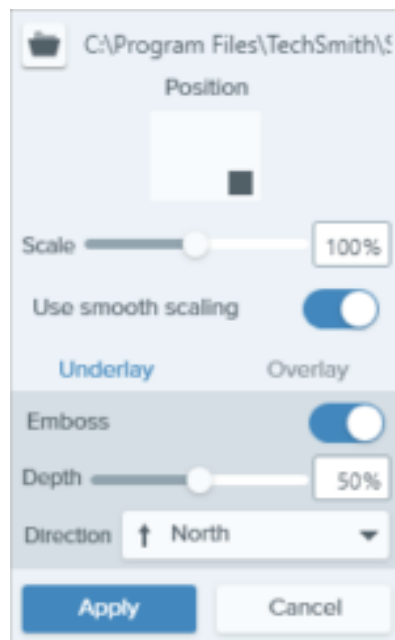 C:\Program Files\TechSmith\S
Position
Scale 100%
Use smooth scaling
Underlay Overlay
Emboss
Depth 50%
Direction North
Apply Cancel